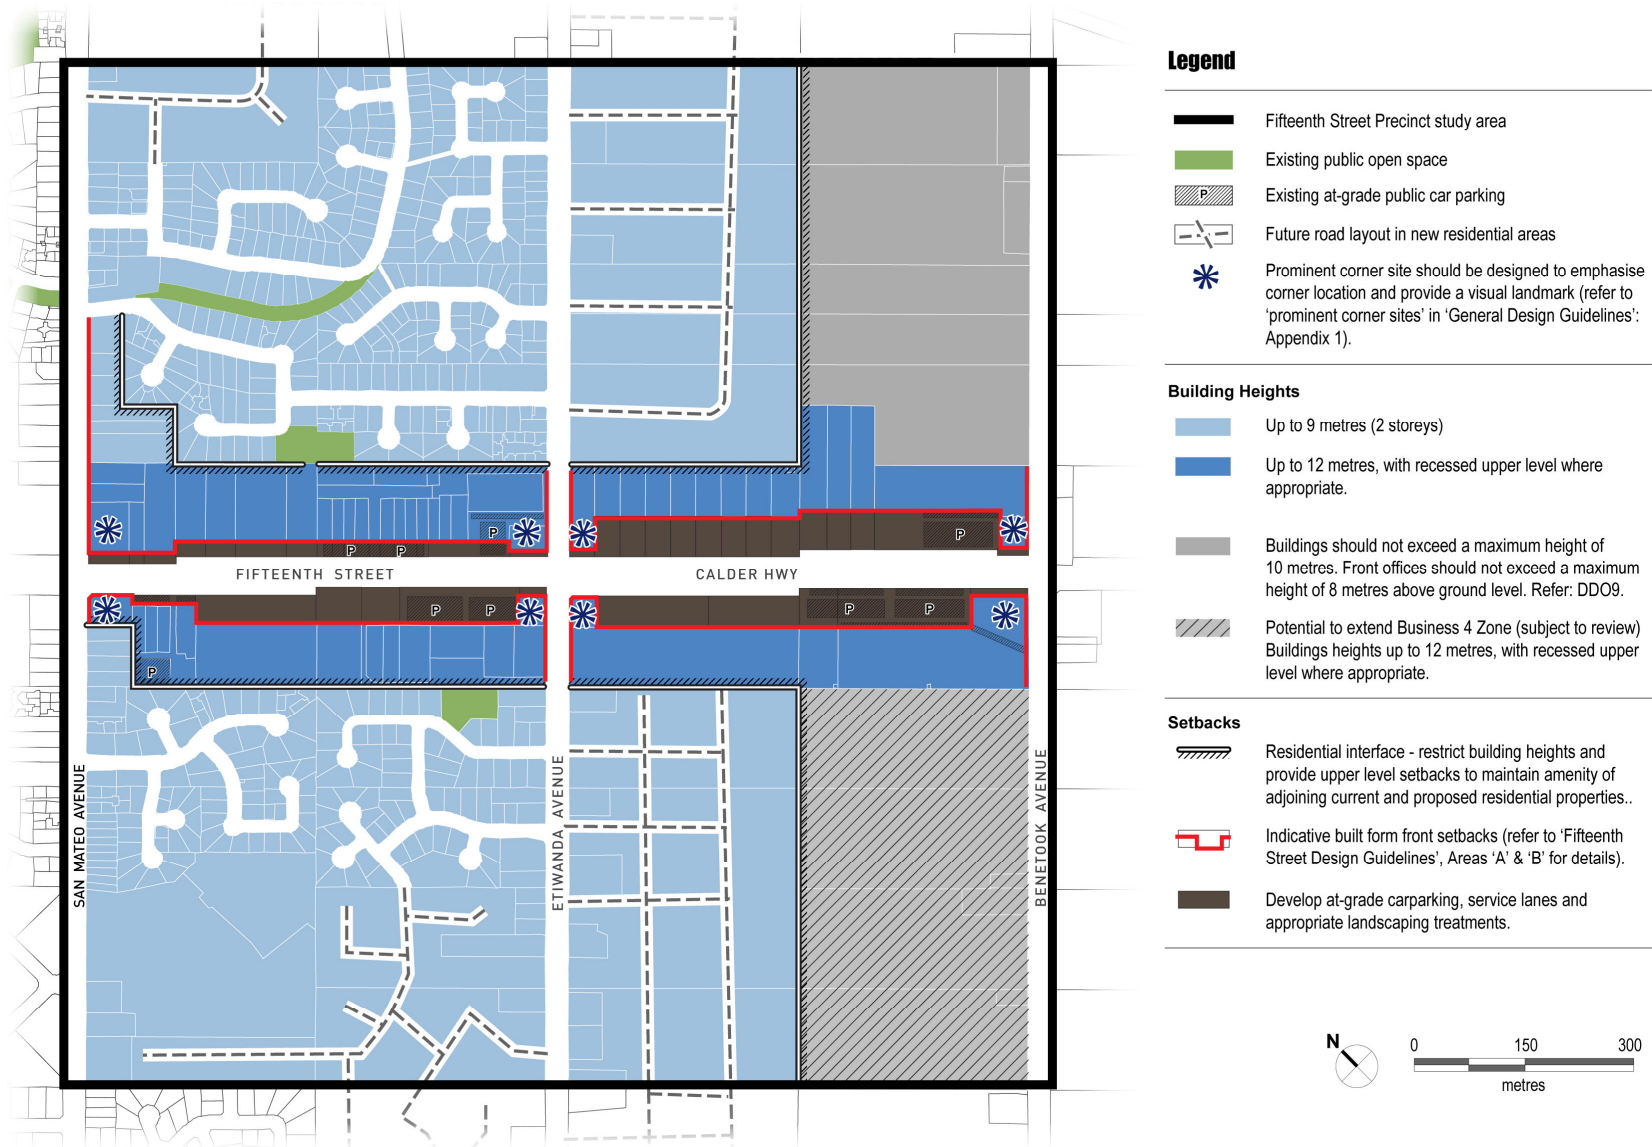 P
P
P
P
FIFTEENTH STREET
CALDER HWY
P
P
P
P
P
SAN MATEO AVENUE
ETIWANDA AVENUE
BENETOOK AVENUE
Legend
Fifteenth Street Precinct study area
Existing public open space
P
Existing at-grade public car parking
Future road layout in new residential areas
Prominent corner site should be designed to emphasise
corner location and provide a visual landmark (refer to
‘prominent corner sites’ in ‘General Design Guidelines’:
Appendix 1).
Building Heights
Up to 9 metres (2 storeys)
Up to 12 metres, with recessed upper level where
appropriate.
Buildings should not exceed a maximum height of
10 metres. Front offices should not exceed a maximum
height of 8 metres above ground level. Refer: DDO9.
Potential to extend Business 4 Zone (subject to review)
Buildings heights up to 12 metres, with recessed upper
level where appropriate.
Setbacks
Residential interface - restrict building heights and
provide upper level setbacks to maintain amenity of
adjoining current and proposed residential properties..
Indicative built form front setbacks (refer to ‘Fifteenth
Street Design Guidelines’, Areas ‘A’ & ‘B’ for details).
Develop at-grade carparking, service lanes and
appropriate landscaping treatments.
N
0 150 300
metres